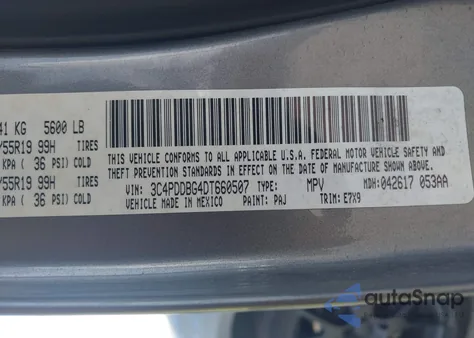 41 KG 5600 LB
/55R19 99H TIRES
KPA ( 36 PSI) COLD
/55R19 99H TIRES
KPA ( 36 PSI) COLD
THIS VEHICLE CONFORMS TO ALL APPLICABLE U.S.A. FEDERAL MOTOR VEHICLE SAFETY AND
THEFT PREVENTION STANDARDS IN EFFECT ON THE DATE OF MANUFACTURE SHOWN ABOVE.
VIN: 3C4PDDBG4DT660507 TYPE: MPV MDH: 042617 053AA
VEHICLE MADE IN MEXICO PAINT: PAJ TRIM: E7X9
autoSnap